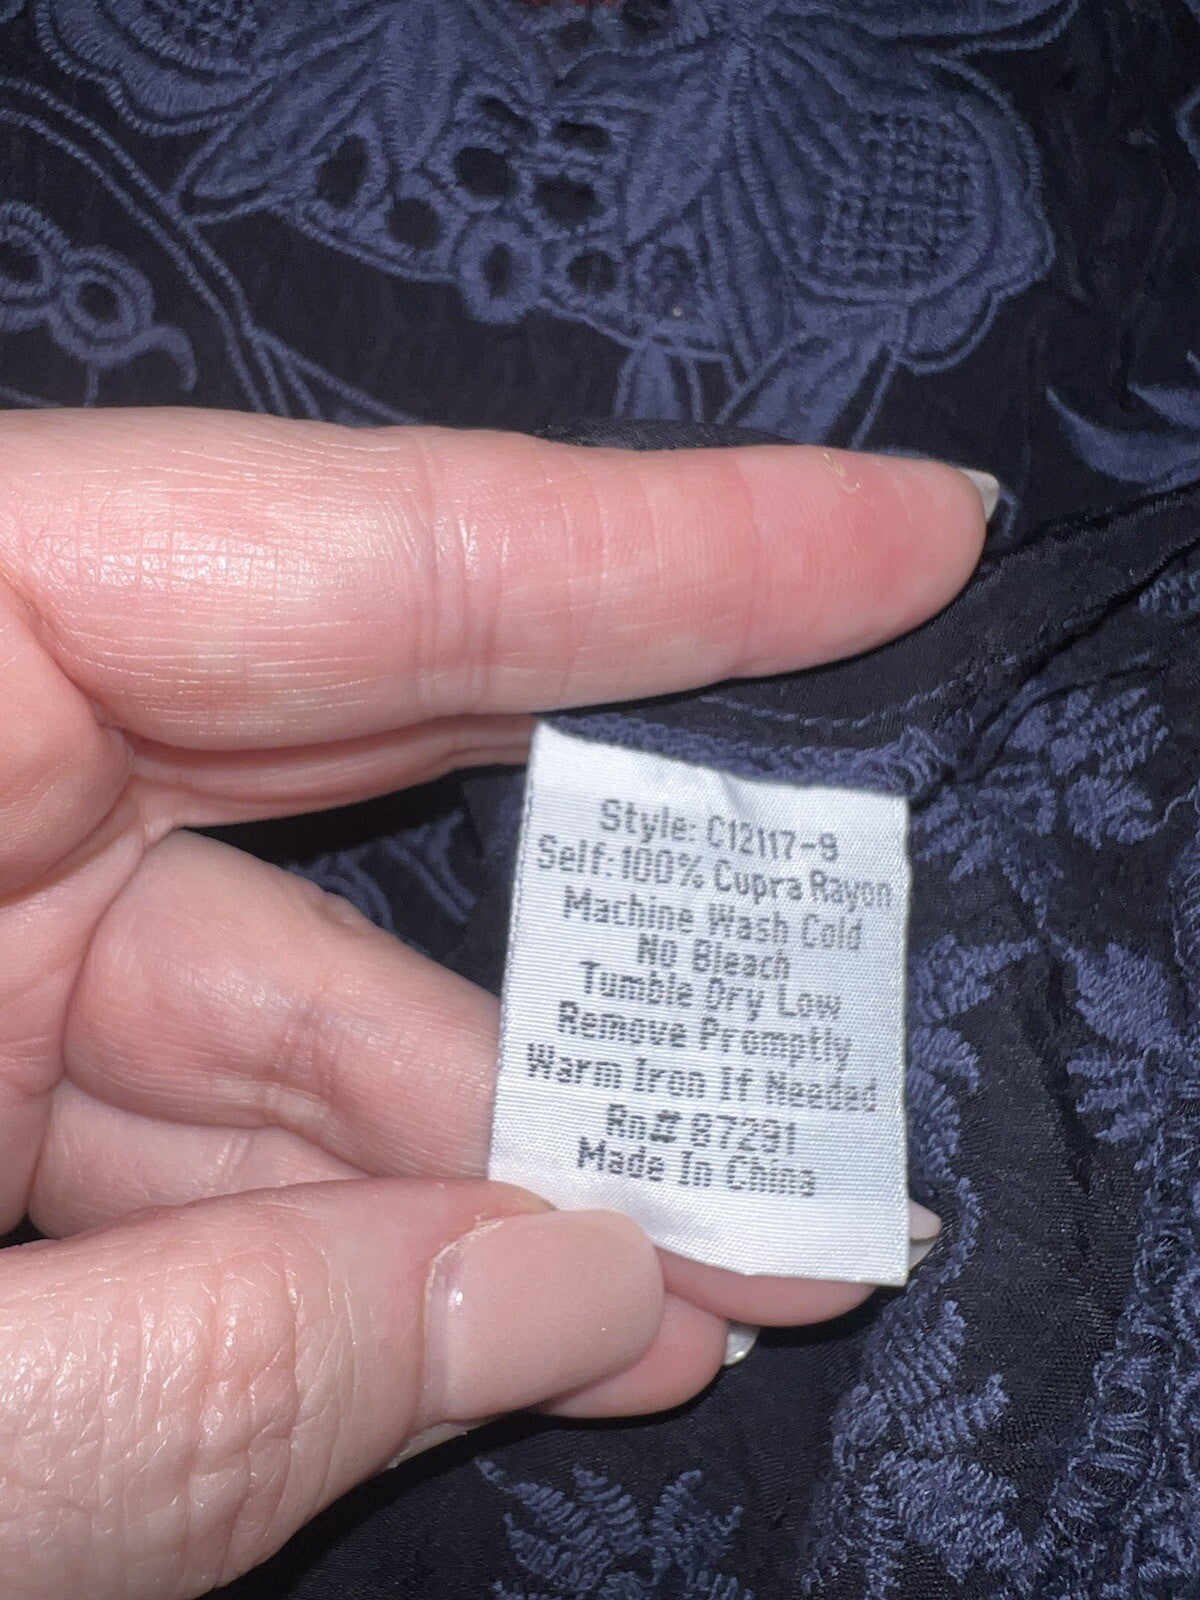 Style: C12117-9
Self: 100% Cupra Rayon
Machine Wash Cold
No Bleach
Tumble Dry Low
Remove Promptly
Warm Iron If Needed
Rn# 87291
Made In China